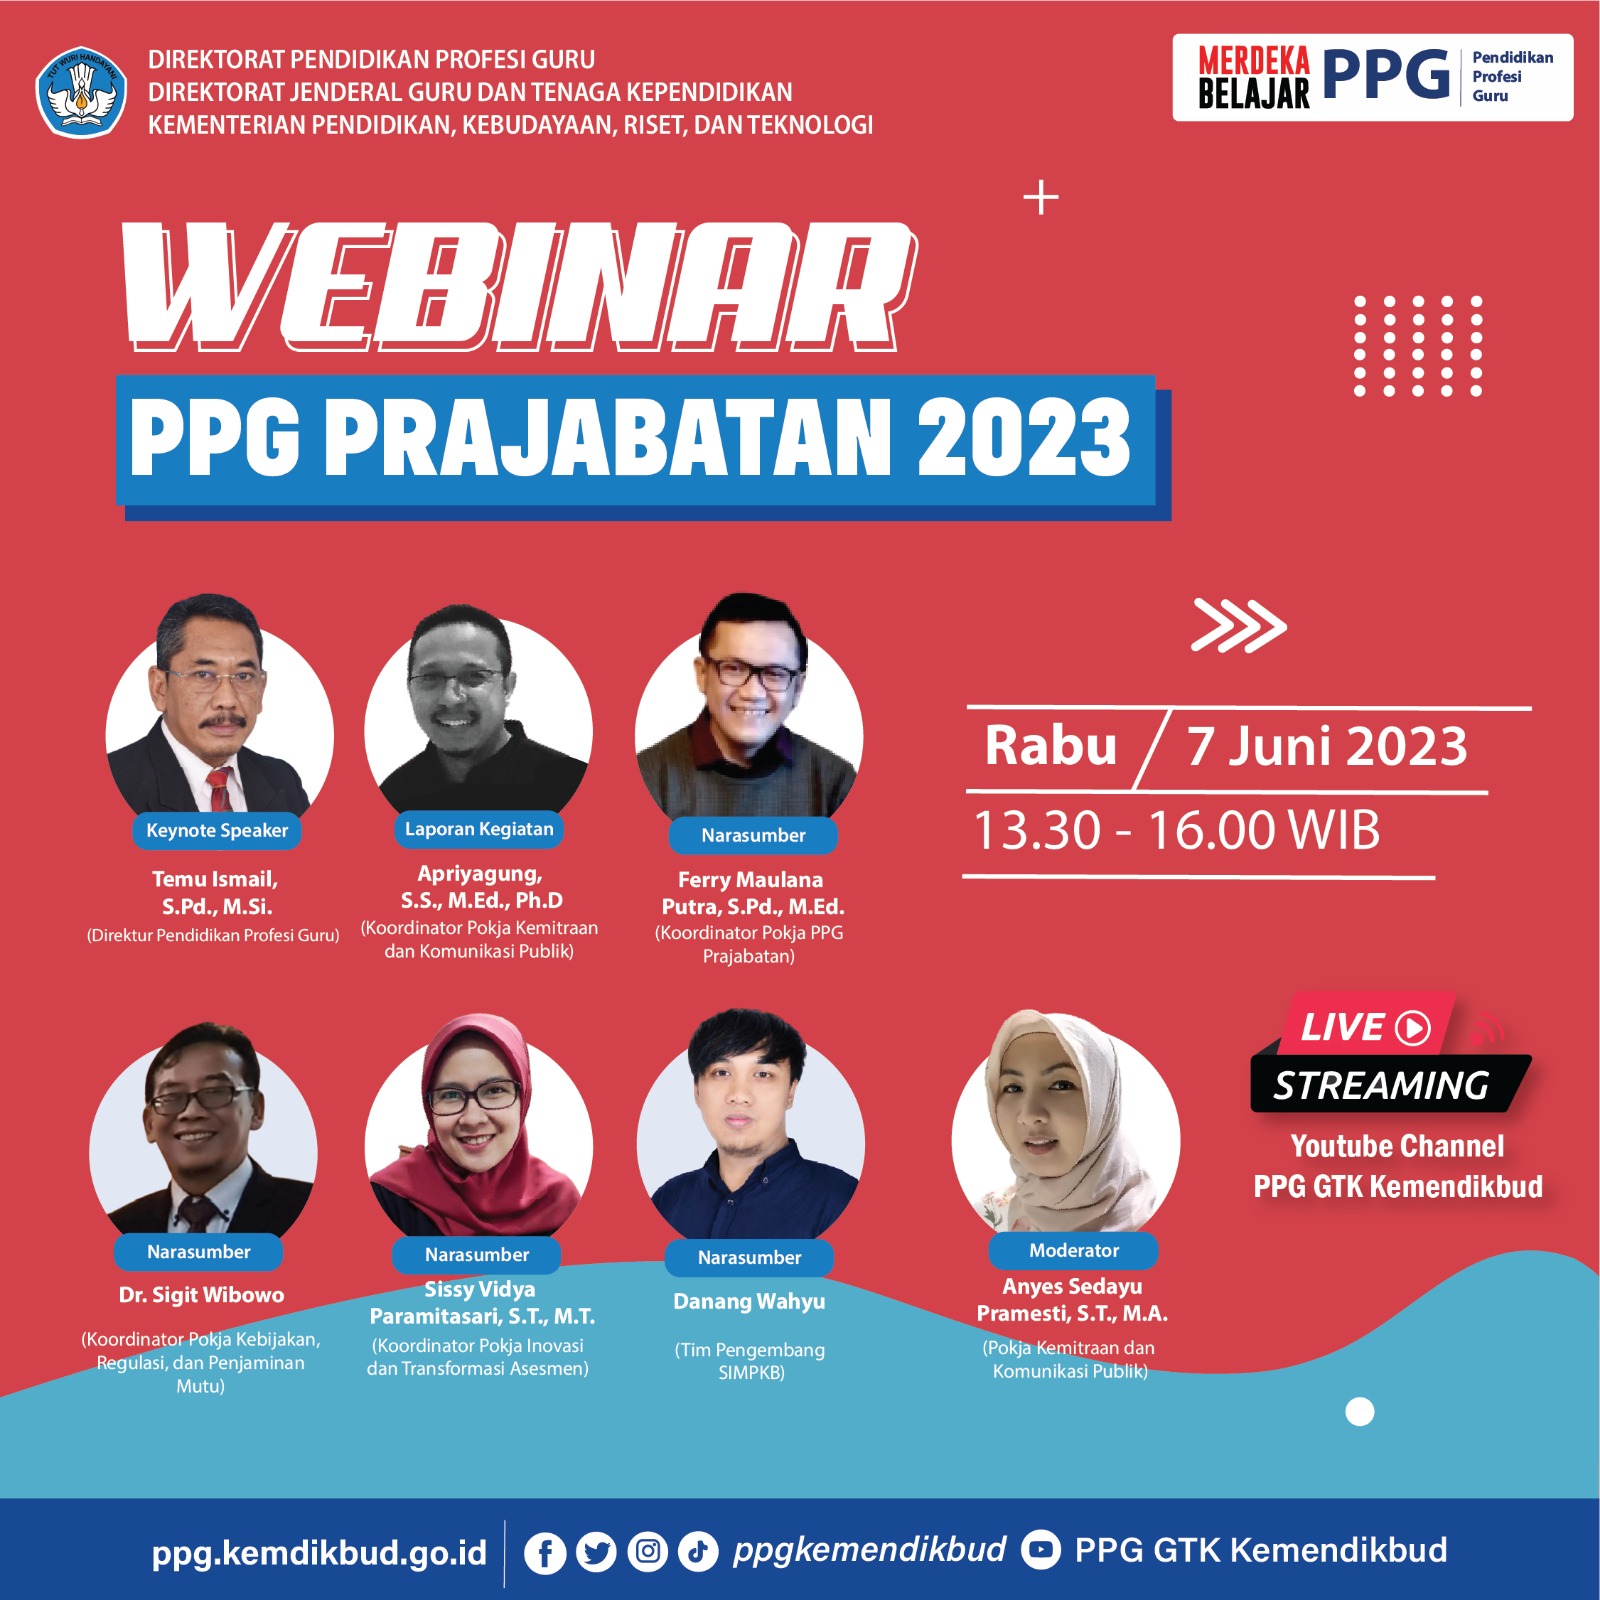 TUT WURI HANDAYANI
DIREKTORAT PENDIDIKAN PROFESI GURU
DIREKTORAT JENDERAL GURU DAN TENAGA KEPENDIDIKAN
KEMENTERIAN PENDIDIKAN, KEBUDAYAAN, RISET, DAN TEKNOLOGI
MERDEKA
BELAJAR
PPG
Pendidikan
Profesi
Guru
WEBINAR
PPG PRAJABATAN 2023
Keynote Speaker
Temu Ismail,
S.Pd., M.Si.
(Direktur Pendidikan Profesi Guru)
Laporan Kegiatan
Apriyagung,
S.S., M.Ed., Ph.D
(Koordinator Pokja Kemitraan
dan Komunikasi Publik)
Narasumber
Ferry Maulana
Putra, S.Pd., M.Ed.
(Koordinator Pokja PPG
Prajabatan)
Rabu / 7 Juni 2023
13.30 - 16.00 WIB
Narasumber
Dr. Sigit Wibowo
(Koordinator Pokja Kebijakan,
Regulasi, dan Penjaminan
Mutu)
Narasumber
Sissy Vidya
Paramitasari, S.T., M.T.
(Koordinator Pokja Inovasi
dan Transformasi Asesmen)
Narasumber
Danang Wahyu
(Tim Pengembang
SIMPKB)
Moderator
Anyes Sedayu
Pramesti, S.T., M.A.
(Pokja Kemitraan dan
Komunikasi Publik)
LIVE
STREAMING
Youtube Channel
PPG GTK Kemendikbud
ppg.kemdikbud.go.id
ppgkemendikbud
PPG GTK Kemendikbud